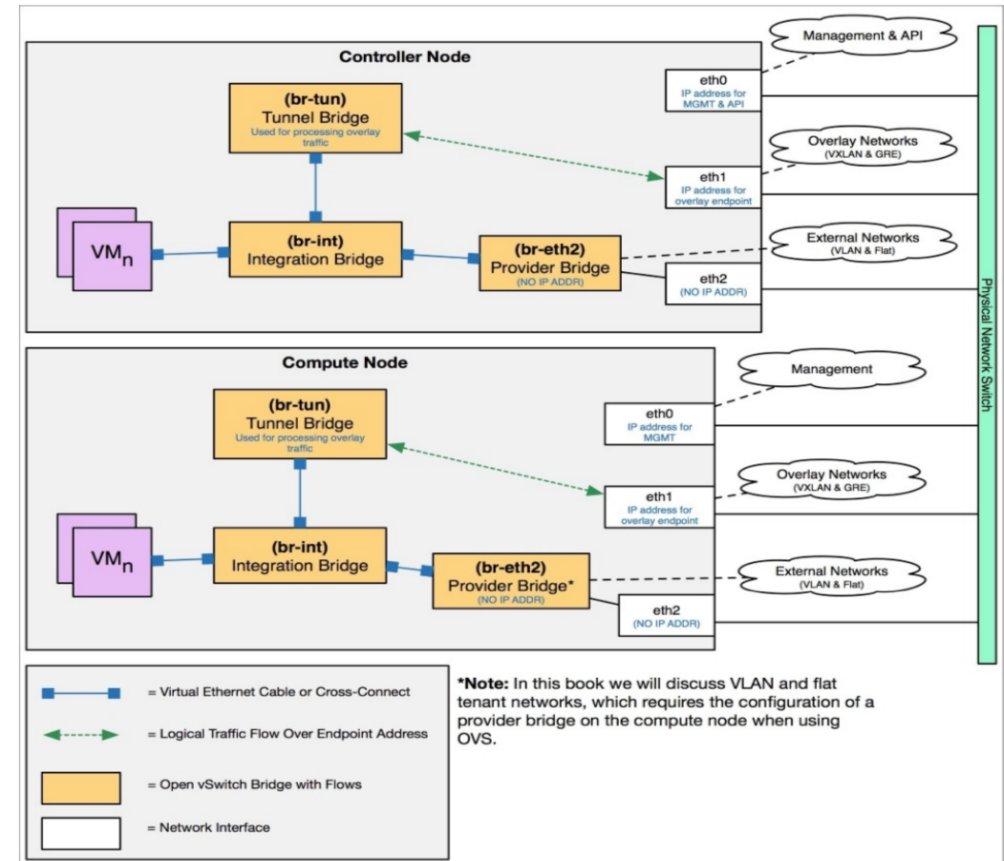 Management & API
Controller Node
eth0
IP address for
MGMT & API
(br-tun)
Tunnel Bridge
Used for processing overlay
traffic
Overlay Networks
(VXLAN & GRE)
eth1
IP address for
overlay endpoint
VMn
(br-int)
Integration Bridge
(br-eth2)
Provider Bridge
(NO IP ADDR)
External Networks
(VLAN & Flat)
eth2
(NO IP ADDR)
Physical Network Switch
Compute Node
Management
eth0
IP address for
MGMT
(br-tun)
Tunnel Bridge
Used for processing overlay
traffic
Overlay Networks
(VXLAN & GRE)
eth1
IP address for
overlay endpoint
VMn
(br-int)
Integration Bridge
(br-eth2)
Provider Bridge*
(NO IP ADDR)
External Networks
(VLAN & Flat)
eth2
(NO IP ADDR)
= Virtual Ethernet Cable or Cross-Connect
= Logical Traffic Flow Over Endpoint Address
= Open vSwitch Bridge with Flows
= Network Interface
*Note: In this book we will discuss VLAN and flat
tenant networks, which requires the configuration of a
provider bridge on the compute node when using
OVS.